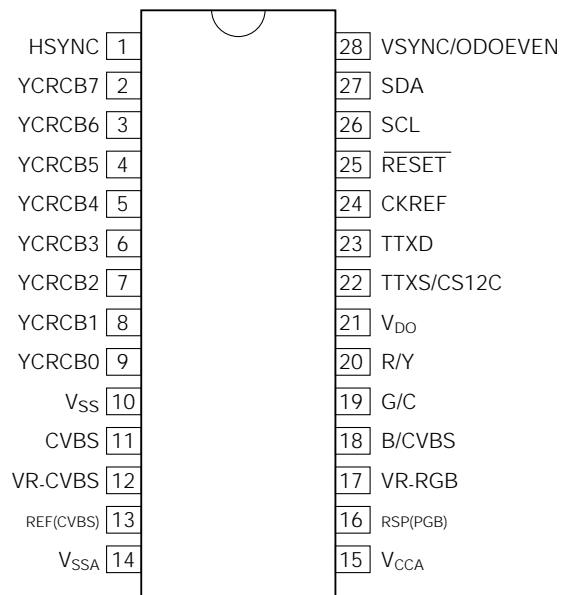 HSYNC 1 28 VSYNC/ODOEVEN
YCRCB7 2 27 SDA
YCRCB6 3 26 SCL
YCRCB5 4 25 RESET
YCRCB4 5 24 CKREF
YCRCB3 6 23 TTXD
YCRCB2 7 22 TTXS/CS12C
YCRCB1 8 21 VDO
YCRCB0 9 20 R/Y
VSS 10 19 G/C
CVBS 11 18 B/CVBS
VR-CVBS 12 17 VR-RGB
REF(CVBS) 13 16 RSP(PGB)
VSSA 14 15 VCCA